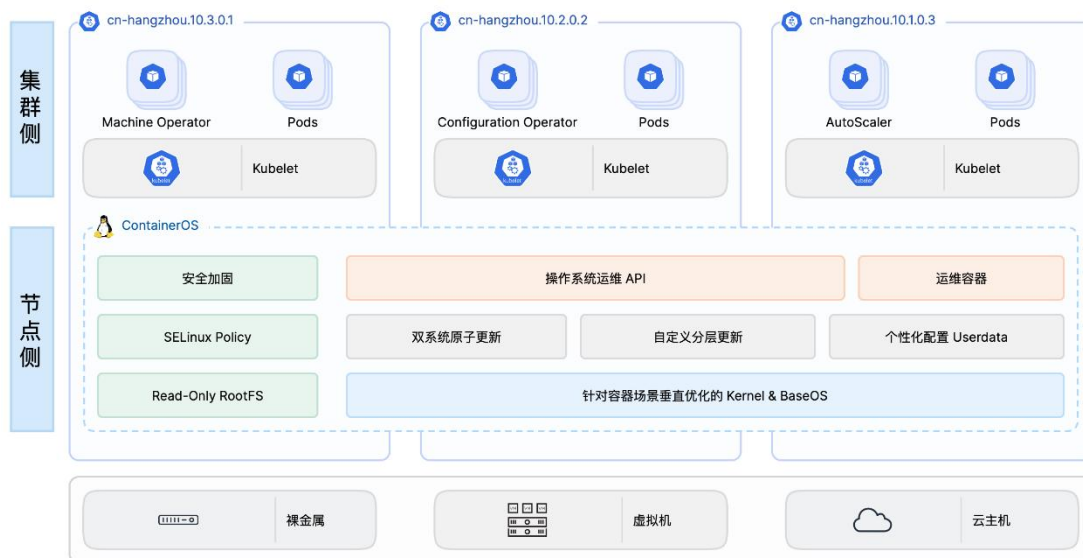 cn-hangzhou.10.3.0.1
cn-hangzhou.10.2.0.2
cn-hangzhou.10.1.0.3
集群侧
Machine Operator
Pods
Configuration Operator
Pods
AutoScaler
Pods
kubelet
Kubelet
kubelet
Kubelet
kubelet
Kubelet
节点侧
ContainerOS
安全加固
操作系统运维 API
运维容器
SELinux Policy
双系统原子更新
自定义分层更新
个性化配置 Userdata
Read-Only RootFS
针对容器场景垂直优化的 Kernel & BaseOS
裸金属
虚拟机
云主机